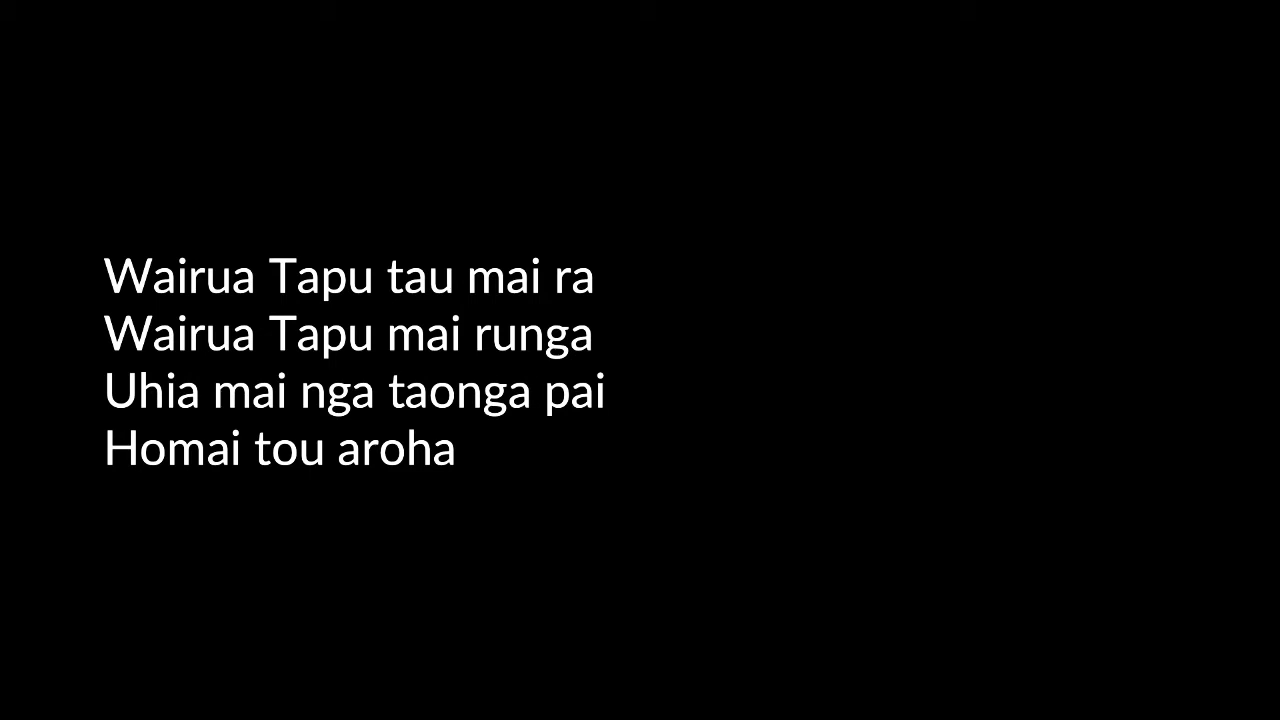 Wairua Tapu tau mai ra
Wairua Tapu mai runga
Uhia mai nga taonga pai
Homai tou aroha